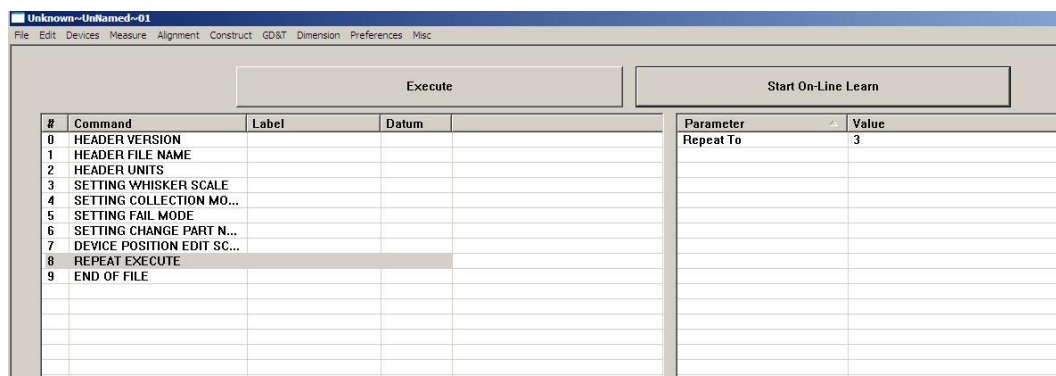 Unknown~UnNamed~01
File Edit Devices Measure Alignment Construct GD&T Dimension Preferences Misc
Execute Start On-Line Learn
# Command Label Datum Parameter Value
0 HEADER VERSION Repeat To 3
1 HEADER FILE NAME
2 HEADER UNITS
3 SETTING WHISKER SCALE
4 SETTING COLLECTION MO...
5 SETTING FAIL MODE
6 SETTING CHANGE PART N...
7 DEVICE POSITION EDIT SC...
8 REPEAT EXECUTE
9 END OF FILE